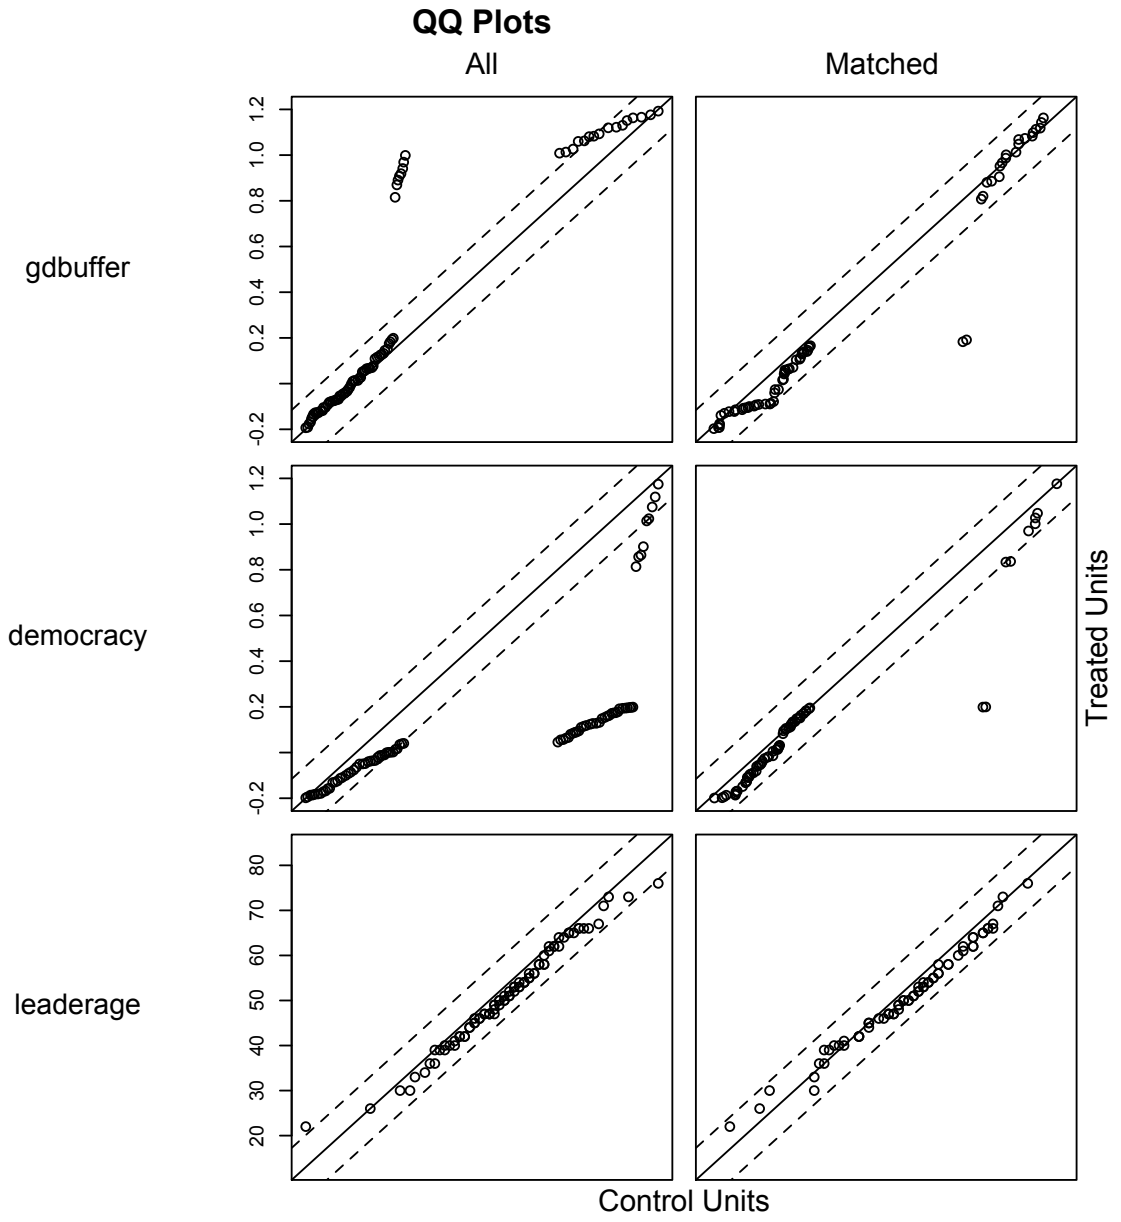 QQ Plots
All Matched
gdbuffer
-0.2 0.2 0.4 0.6 0.8 1.0 1.2
democracy
-0.2 0.2 0.4 0.6 0.8 1.0 1.2
leaderage
20 30 40 50 60 70 80
Treated Units
Control Units